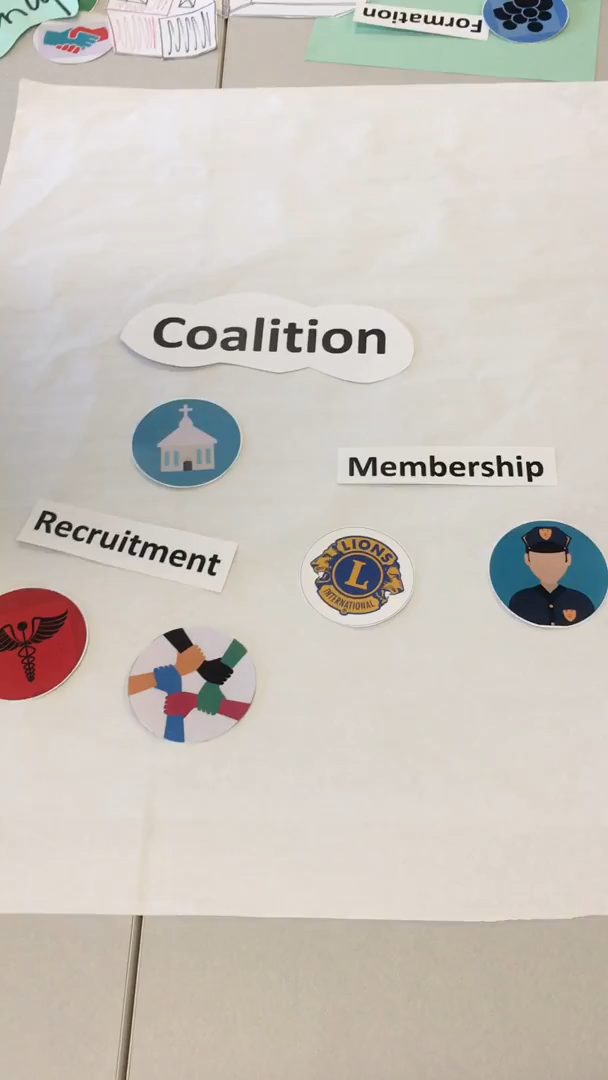 Formation
Coalition
Membership
Recruitment
LIONS
L
INTERNATIONAL